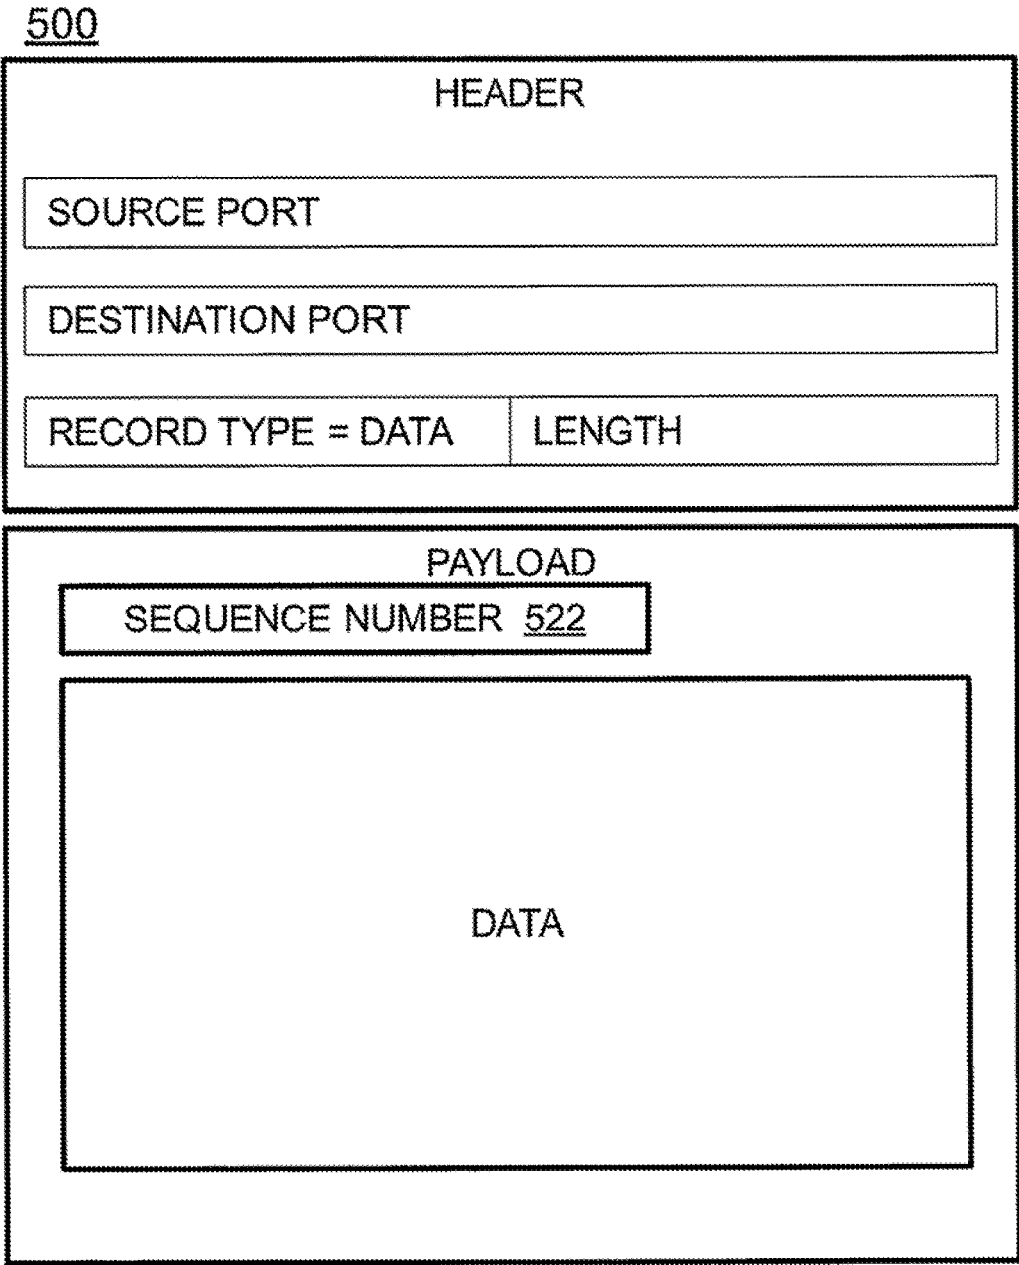 500
HEADER
SOURCE PORT
DESTINATION PORT
RECORD TYPE = DATA LENGTH
PAYLOAD
SEQUENCE NUMBER 522
DATA